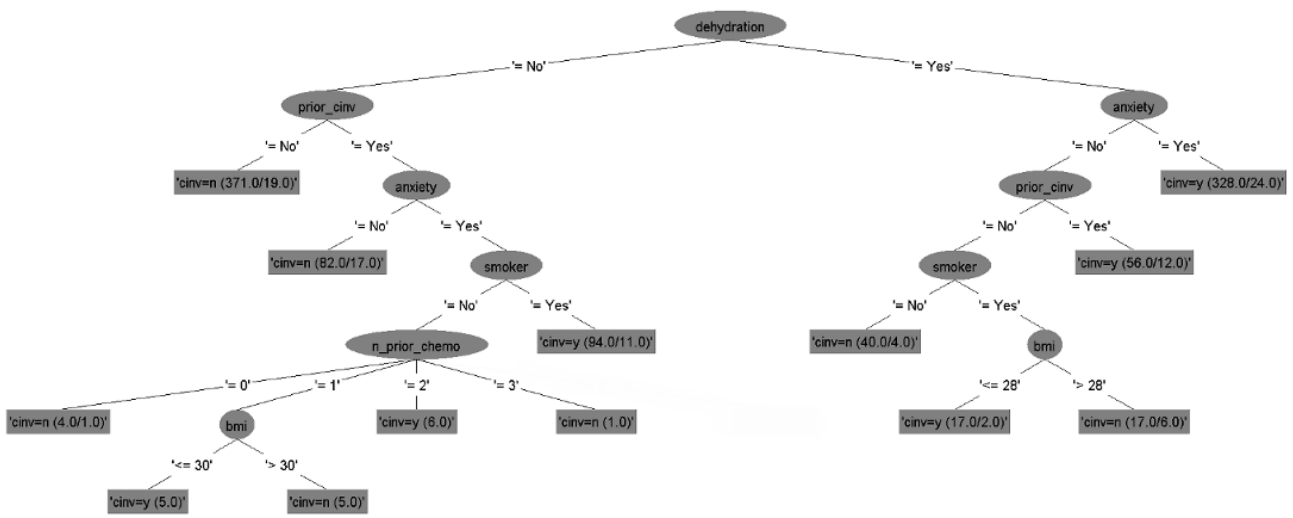 dehydration
'= No'
'= Yes'
prior_cinv
anxiety
'= No'
'= Yes'
'= No'
'= Yes'
'cinv=n (371.0/19.0)'
anxiety
prior_cinv
'cinv=y (328.0/24.0)'
'= No'
'= Yes'
'= No'
'= Yes'
'cinv=n (82.0/17.0)'
smoker
smoker
'cinv=y (56.0/12.0)'
'= No'
'= Yes'
'= No'
'= Yes'
n_prior_chemo
'cinv=y (94.0/11.0)'
'cinv=n (40.0/4.0)'
bmi
'= 0'
'= 1'
'= 2'
'= 3'
'<= 28'
'> 28'
'cinv=n (4.0/1.0)'
bmi
'cinv=y (6.0)'
'cinv=n (1.0)'
'cinv=y (17.0/2.0)'
'cinv=n (17.0/6.0)'
'<= 30'
'> 30'
'cinv=y (5.0)'
'cinv=n (5.0)'